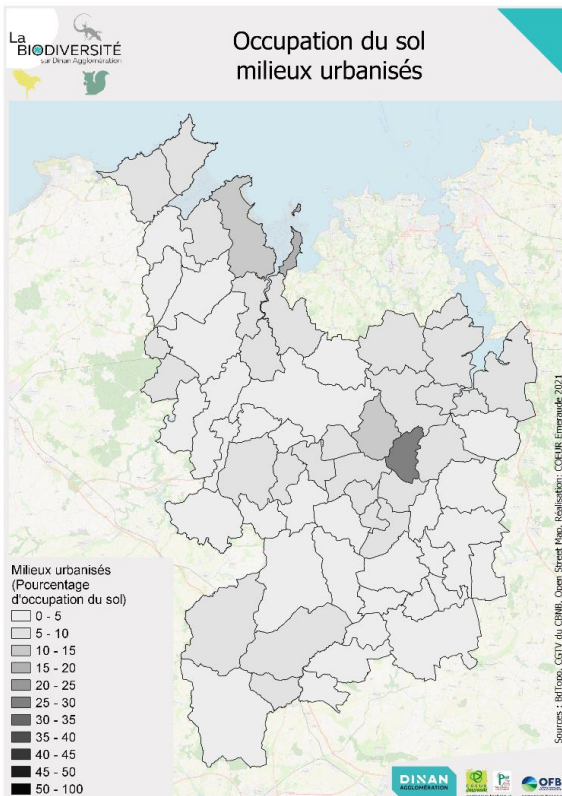 La
BIODIVERSITÉ
sur Dinan Agglomération
Occupation du sol
milieux urbanisés
Milieux urbanisés
(Pourcentage
d'occupation du sol)
0 - 5
5 - 10
10 - 15
15 - 20
20 - 25
25 - 30
30 - 35
35 - 40
40 - 45
45 - 50
50 - 100
Sources : BdTopo, CGTV du CBNB, Open Street Map. Réalisation: COEUR Emeraude 2021
DINAN
AGGLOMÉRATION
OFB